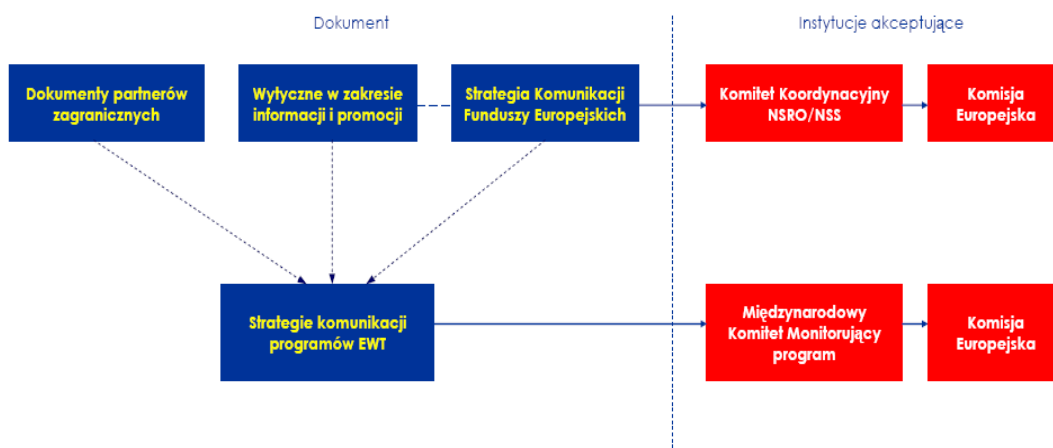 Dokument
Instytucje akceptujące
Dokumenty partnerów
zagranicznych
Wytyczne w zakresie
informacji i promocji
Strategia Komunikacji
Funduszy Europejskich
Komitet Koordynacyjny
NSRO/NSS
Komisja
Europejska
Strategie komunikacji
programów EWT
Międzynarodowy
Komitet Monitorujący
program
Komisja
Europejska